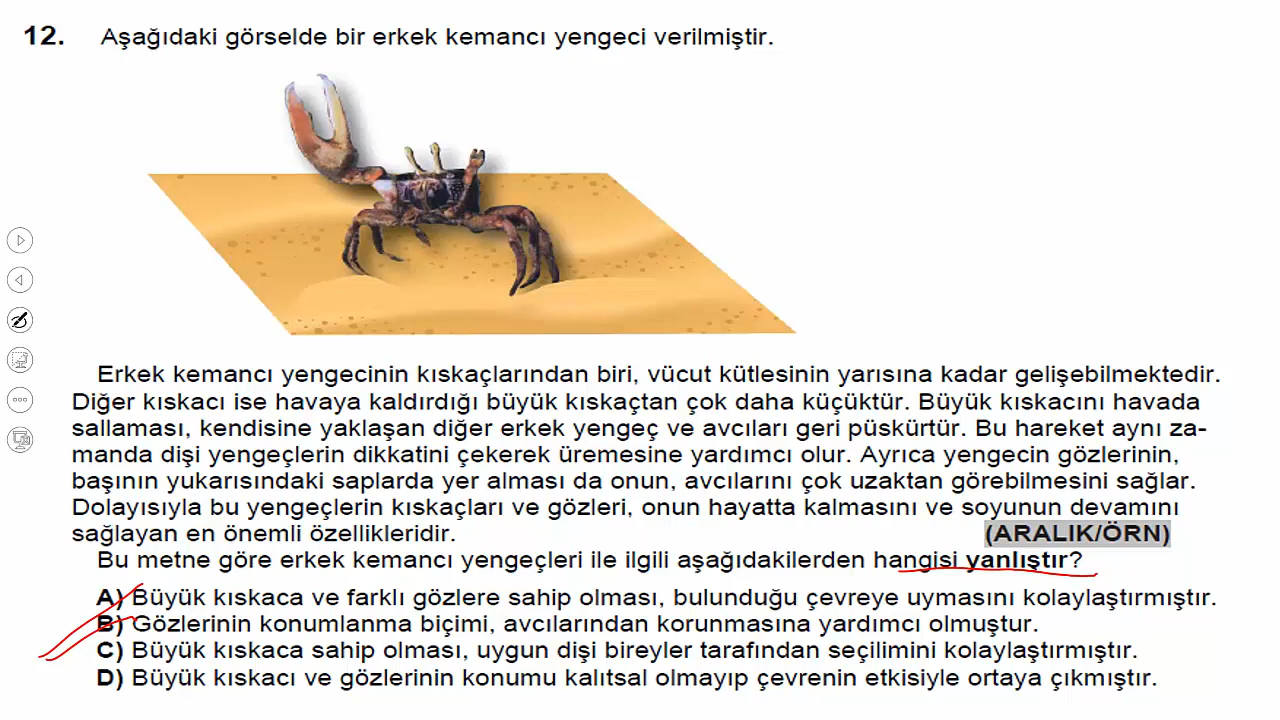 12. Aşağıdaki görselde bir erkek kemancı yengeci verilmiştir.
Erkek kemancı yengecinin kıskaçlarından biri, vücut kütlesinin yarısına kadar gelişebilmektedir.
Diğer kıskacı ise havaya kaldırdığı büyük kıskaçtan çok daha küçüktür. Büyük kıskacını havada
sallaması, kendisine yaklaşan diğer erkek yengeç ve avcıları geri püskürtür. Bu hareket aynı za-
manda dişi yengeçlerin dikkatini çekerek üremesine yardımcı olur. Ayrıca yengecin gözlerinin,
başının yukarısındaki saplarda yer alması da onun, avcılarını çok uzaktan görebilmesini sağlar.
Dolayısıyla bu yengeçlerin kıskaçları ve gözleri, onun hayatta kalmasını ve soyunun devamını
sağlayan en önemli özellikleridir. (ARALIK/ÖRN)
Bu metne göre erkek kemancı yengeçleri ile ilgili aşağıdakilerden hangisi yanlıştır?
A) Büyük kıskaca ve farklı gözlere sahip olması, bulunduğu çevreye uymasını kolaylaştırmıştır.
B) Gözlerinin konumlanma biçimi, avcılarından korunmasına yardımcı olmuştur.
C) Büyük kıskaca sahip olması, uygun dişi bireyler tarafından seçilimini kolaylaştırmıştır.
D) Büyük kıskacı ve gözlerinin konumu kalıtsal olmayıp çevrenin etkisiyle ortaya çıkmıştır.